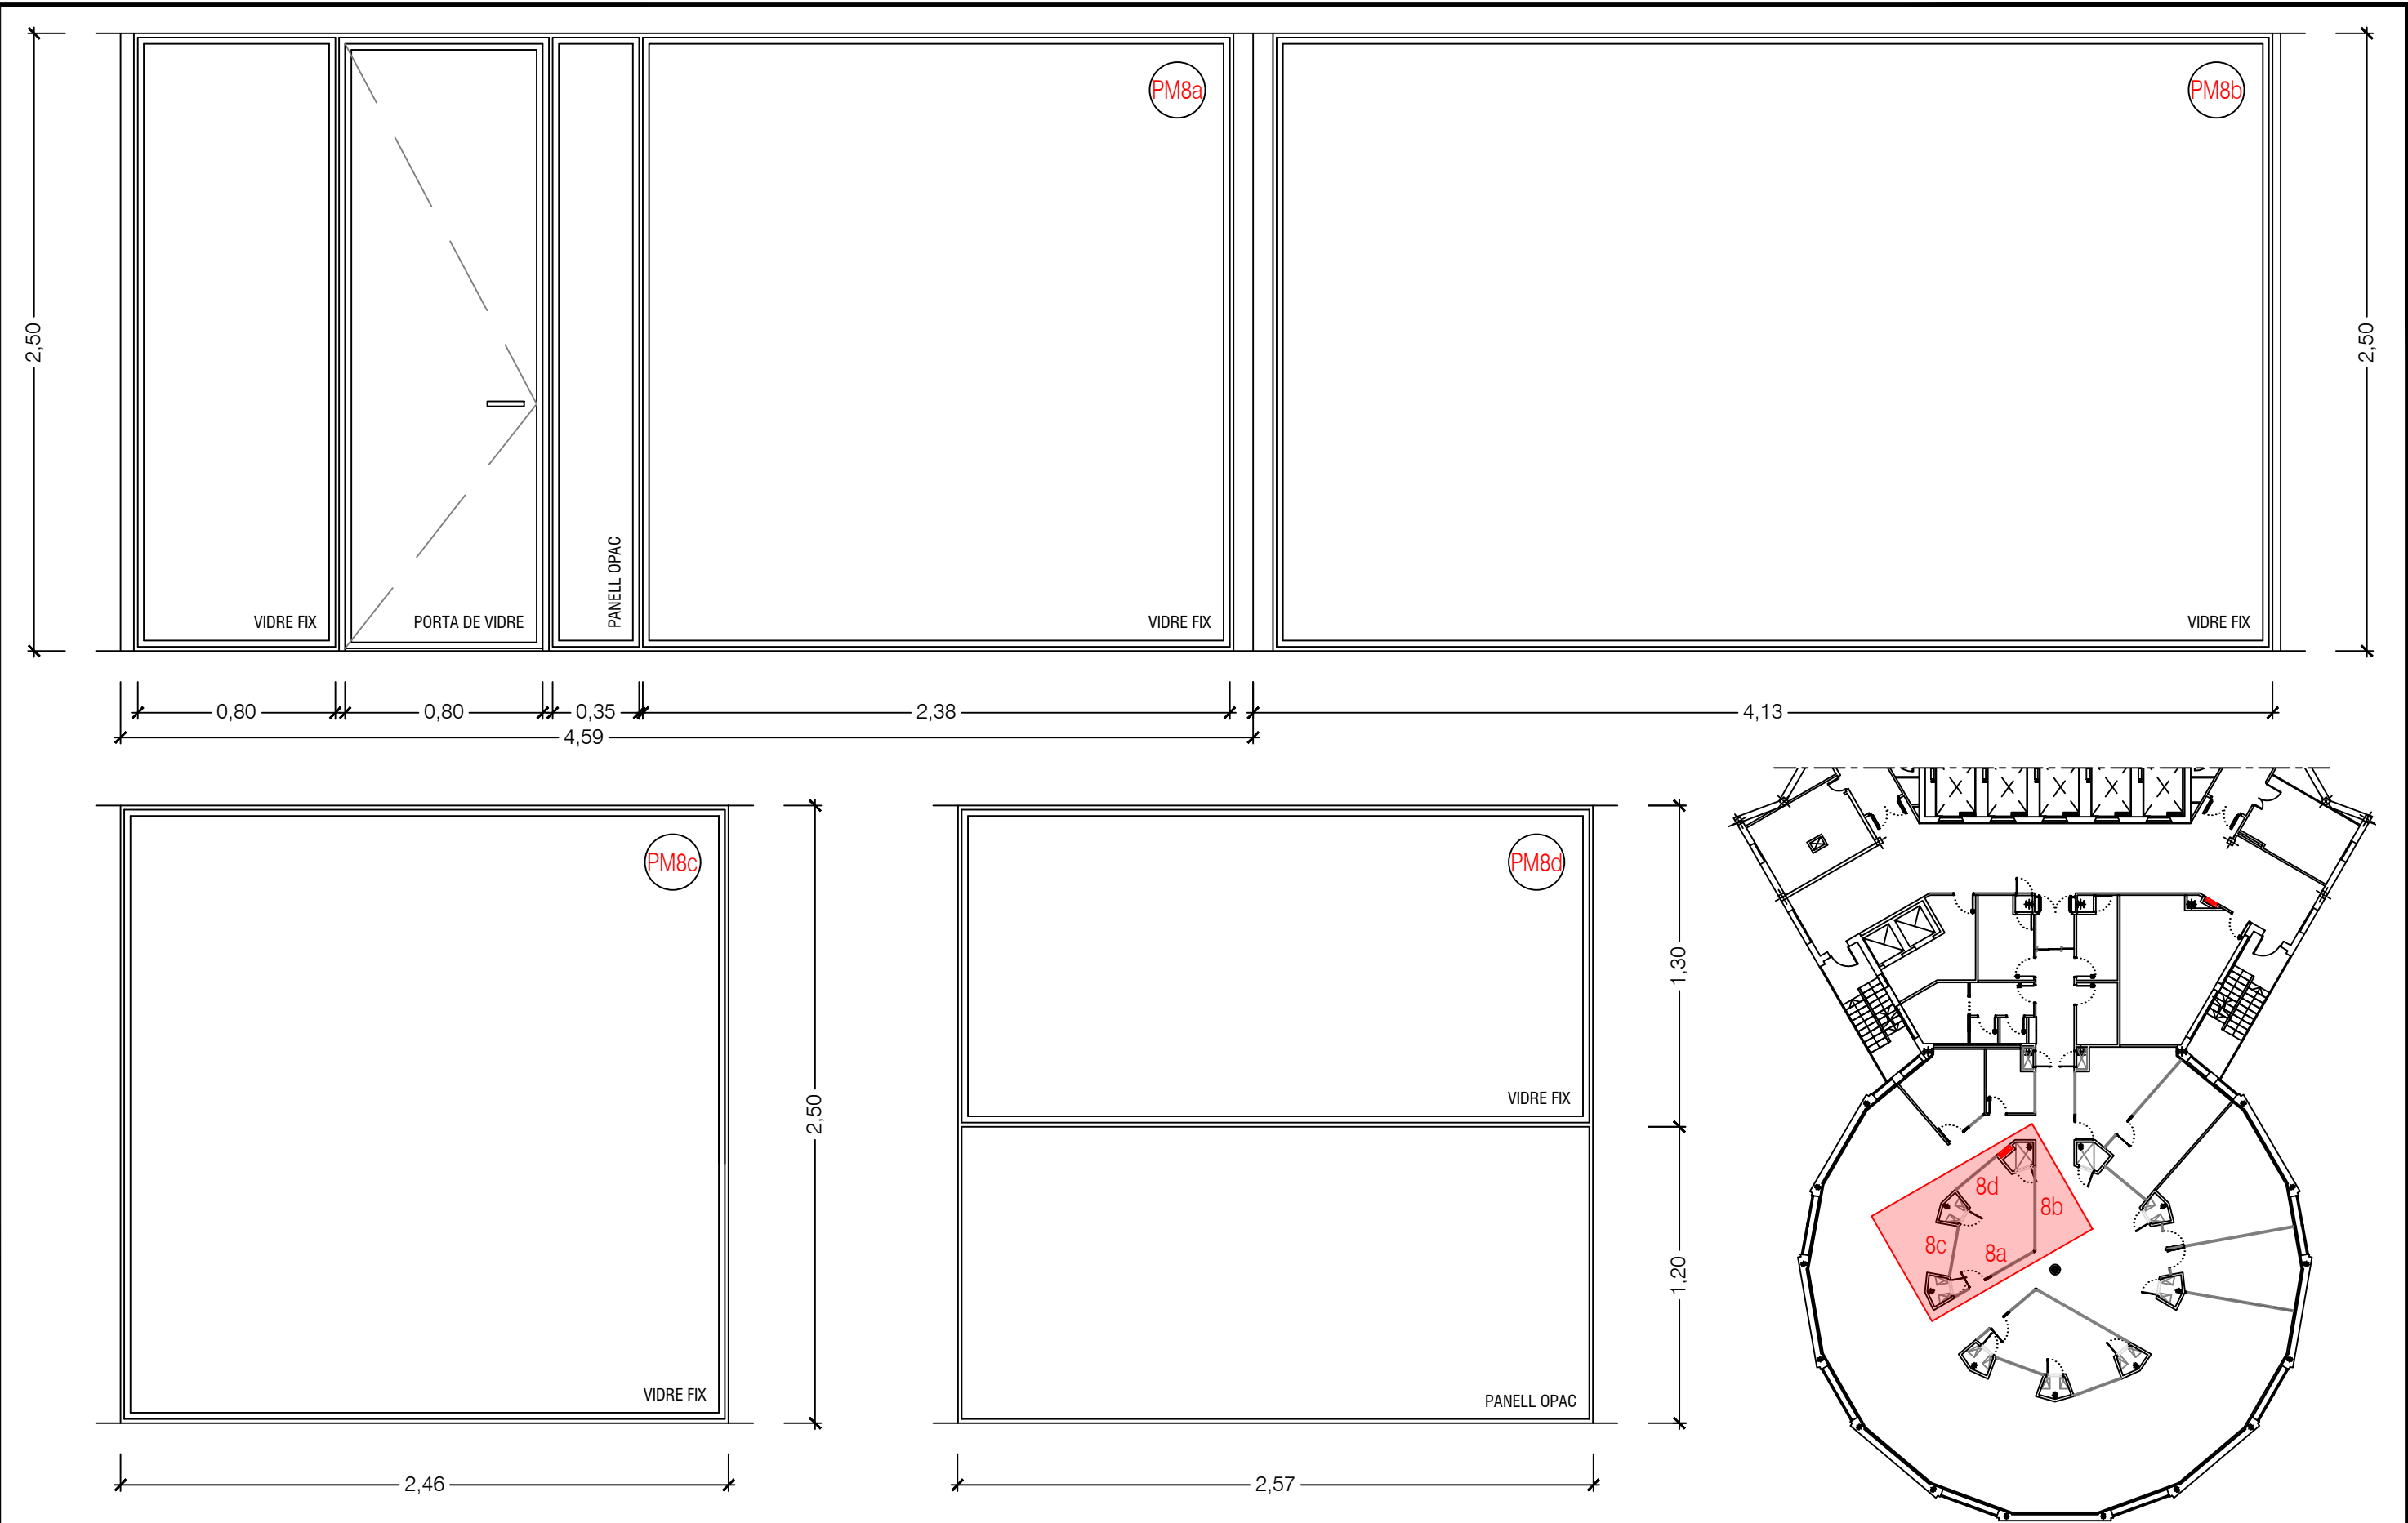 PM8a
PM8b
2,50
2,50
PANELL OPAC
VIDRE FIX
PORTA DE VIDRE
VIDRE FIX
VIDRE FIX
0,80
0,80
0,35
2,38
4,13
4,59
PM8c
PM8d
2,50
1,30
VIDRE FIX
1,20
VIDRE FIX
PANELL OPAC
2,46
2,57
8d
8b
8c
8a